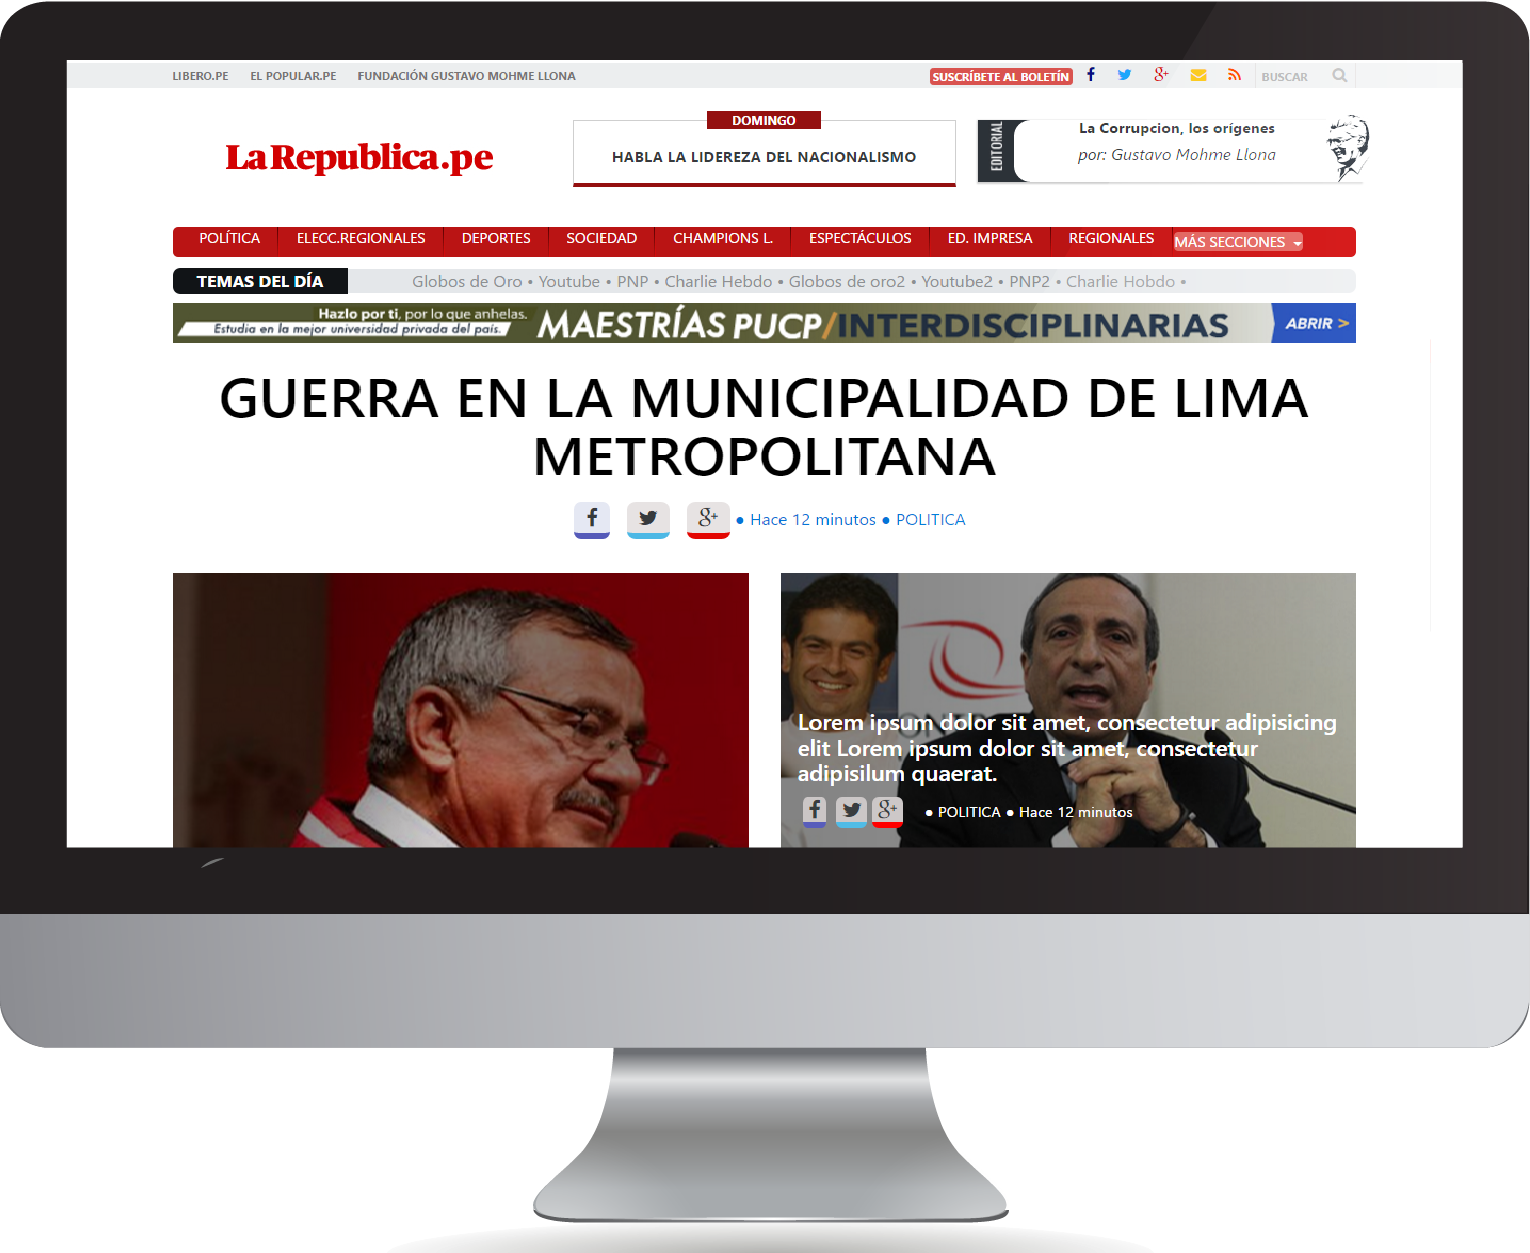 LIBERO.PE EL POPULAR.PE FUNDACIÓN GUSTAVO MOHME LLONA SUSCRÍBETE AL BOLETÍN f g+ BUSCAR
LaRepublica.pe
DOMINGO
HABLA LA LIDEREZA DEL NACIONALISMO
EDITORIAL
La Corrupcion, los orígenes
por: Gustavo Mohme Llona
POLÍTICA ELECC.REGIONALES DEPORTES SOCIEDAD CHAMPIONS L. ESPECTÁCULOS ED. IMPRESA REGIONALES MÁS SECCIONES
TEMAS DEL DÍA Globos de Oro • Youtube • PNP • Charlie Hebdo • Globos de oro2 • Youtube2 • PNP2 • Charlie Hobdo •
Hazlo por ti, por lo que anhelas.
Estudia en la mejor universidad privada del país.
MAESTRÍAS PUCP/INTERDISCIPLINARIAS
ABRIR >
GUERRA EN LA MUNICIPALIDAD DE LIMA
METROPOLITANA
f g+ ● Hace 12 minutos ● POLITICA
Lorem ipsum dolor sit amet, consectetur adipisicing
elit Lorem ipsum dolor sit amet, consectetur
adipisilum quaerat.
f g+ ● POLITICA ● Hace 12 minutos